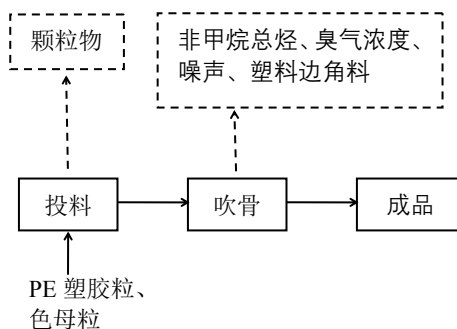 颗粒物
非甲烷总烃、臭气浓度、
噪声、塑料边角料
投料
吹骨
成品
PE 塑胶粒、
色母粒